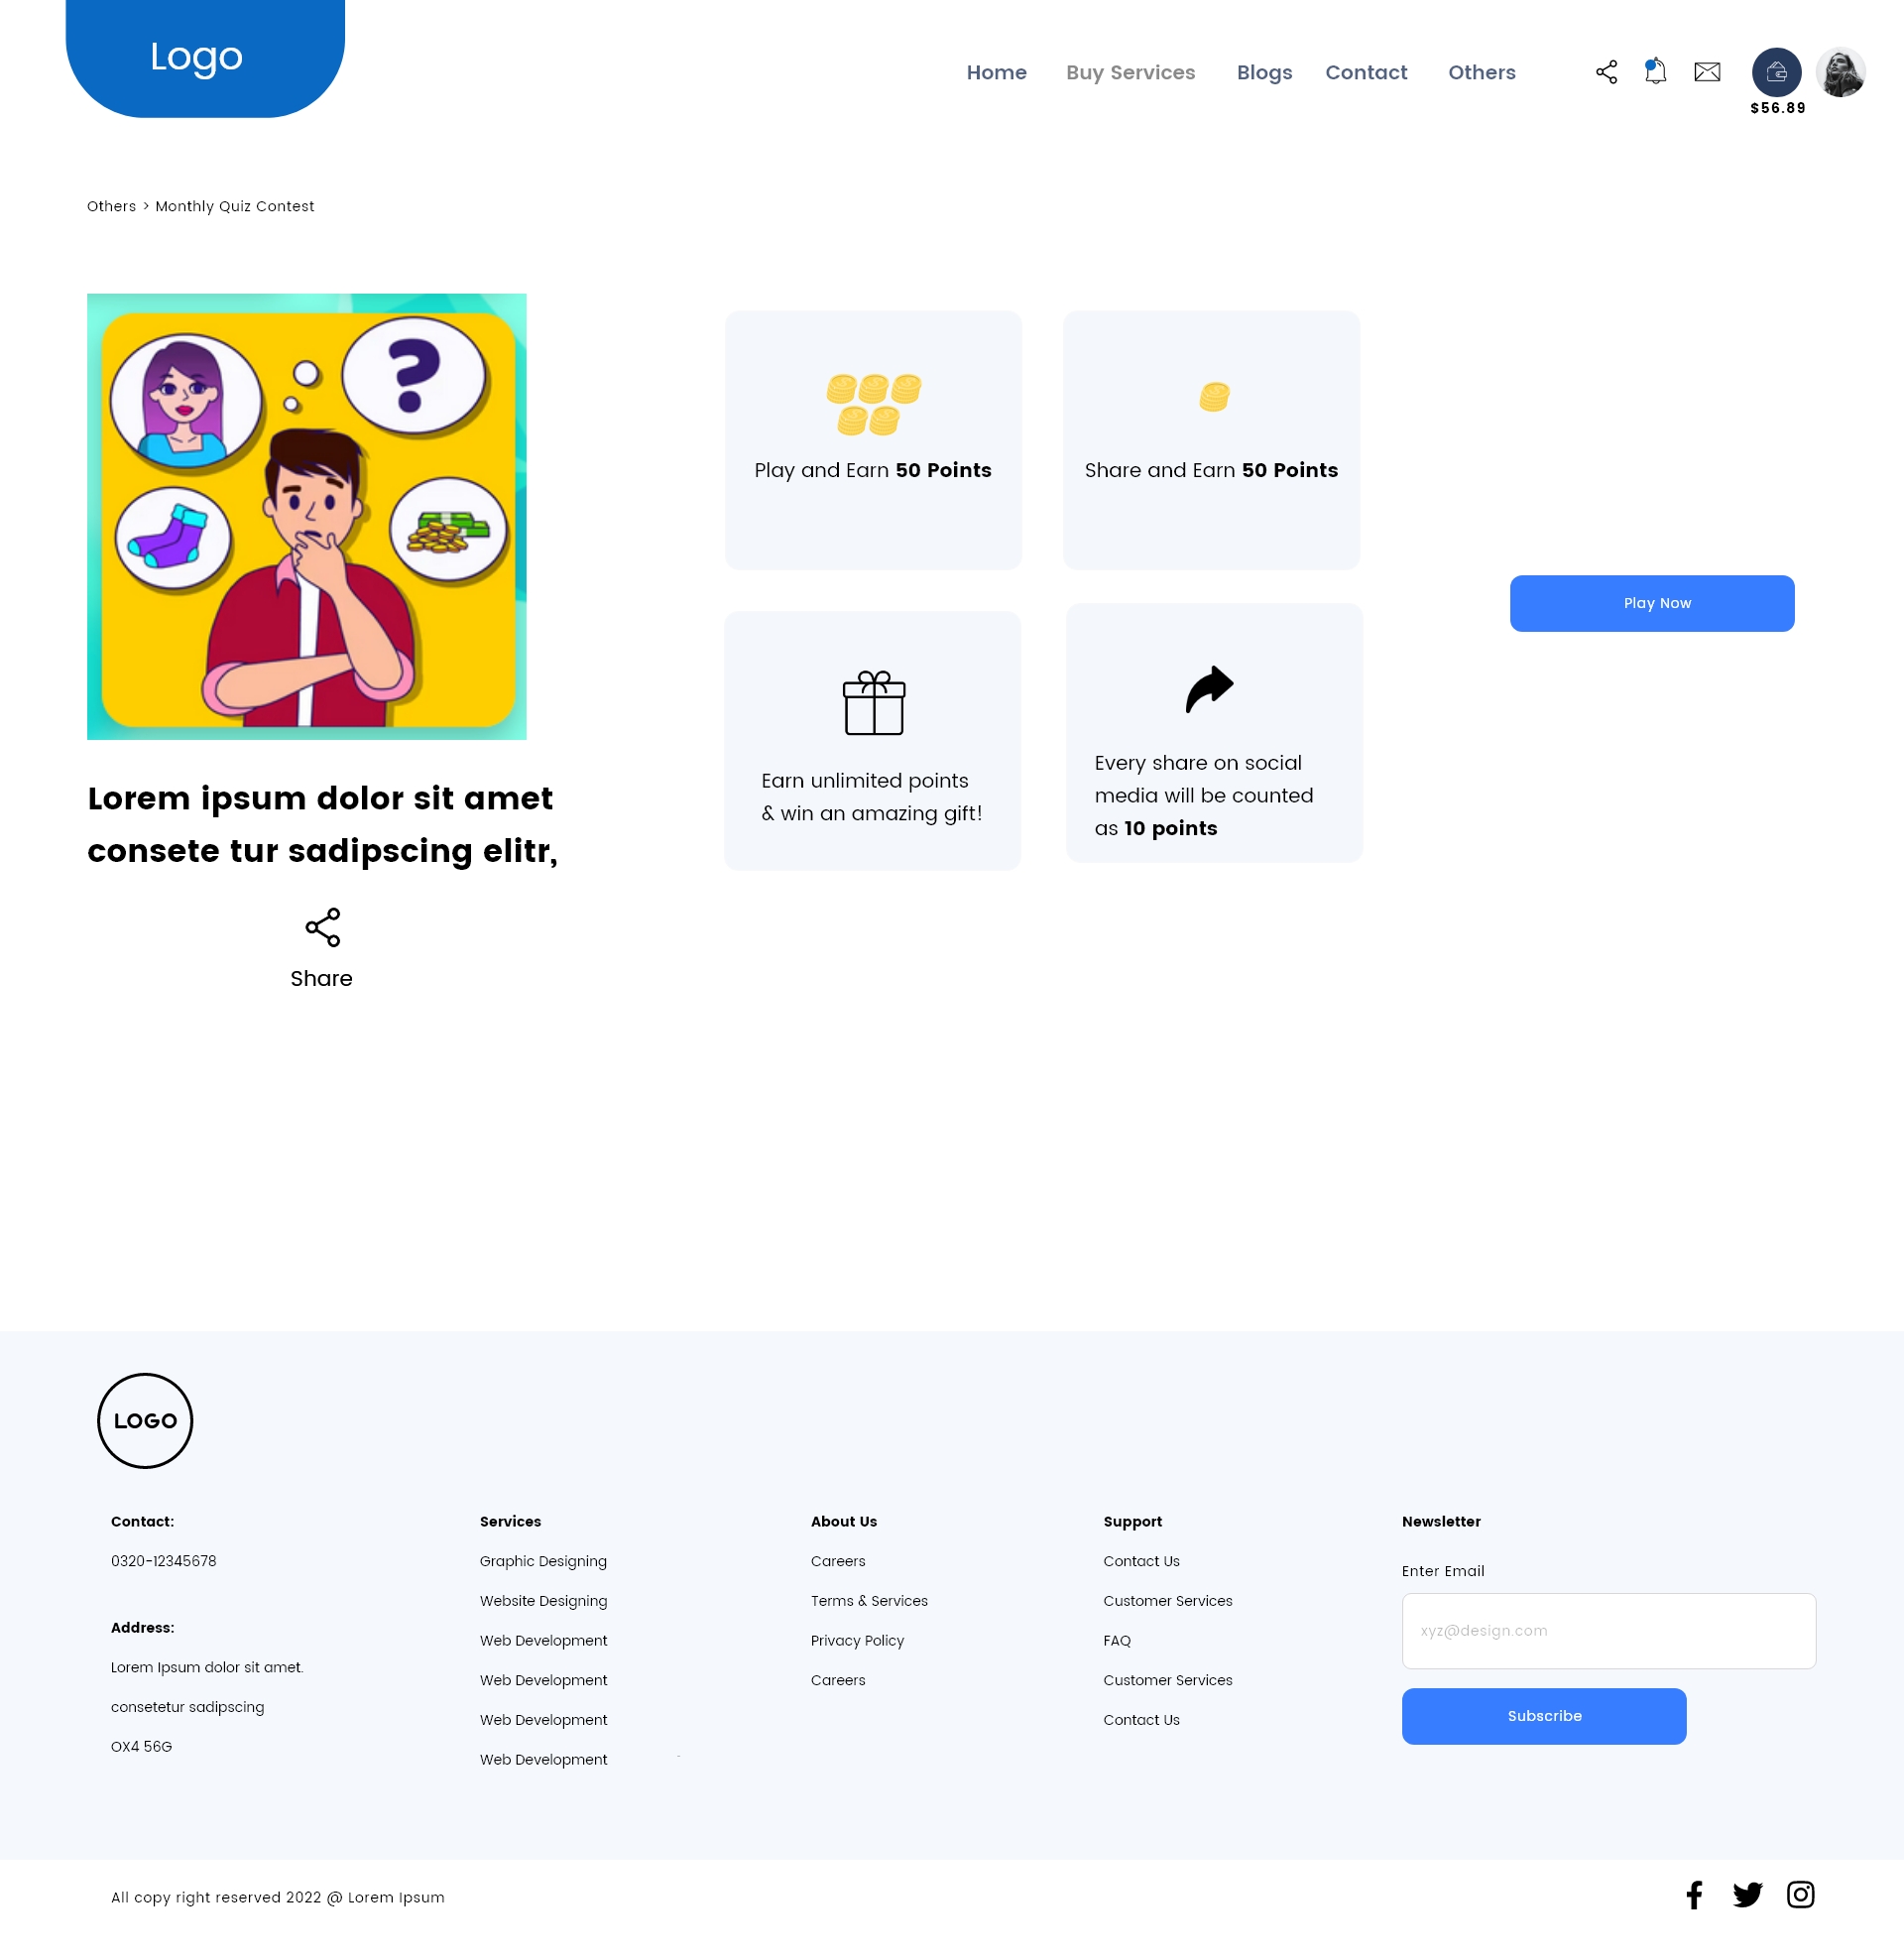 Logo
Home
Buy Services
Blogs
Contact
Others
$56.89
Others > Monthly Quiz Contest
?
Lorem ipsum dolor sit amet
consete tur sadipscing elitr,
Share
Play and Earn 50 Points
Share and Earn 50 Points
Earn unlimited points
& win an amazing gift!
Every share on social
media will be counted
as 10 points
Play Now
LOGO
Contact:
0320-12345678
Address:
Lorem Ipsum dolor sit amet.
consetetur sadipscing
OX4 56G
Services
Graphic Designing
Website Designing
Web Development
Web Development
Web Development
Web Development
About Us
Careers
Terms & Services
Privacy Policy
Careers
Support
Contact Us
Customer Services
FAQ
Customer Services
Contact Us
Newsletter
Enter Email
xyz@design.com
Subscribe
All copy right reserved 2022 @ Lorem Ipsum